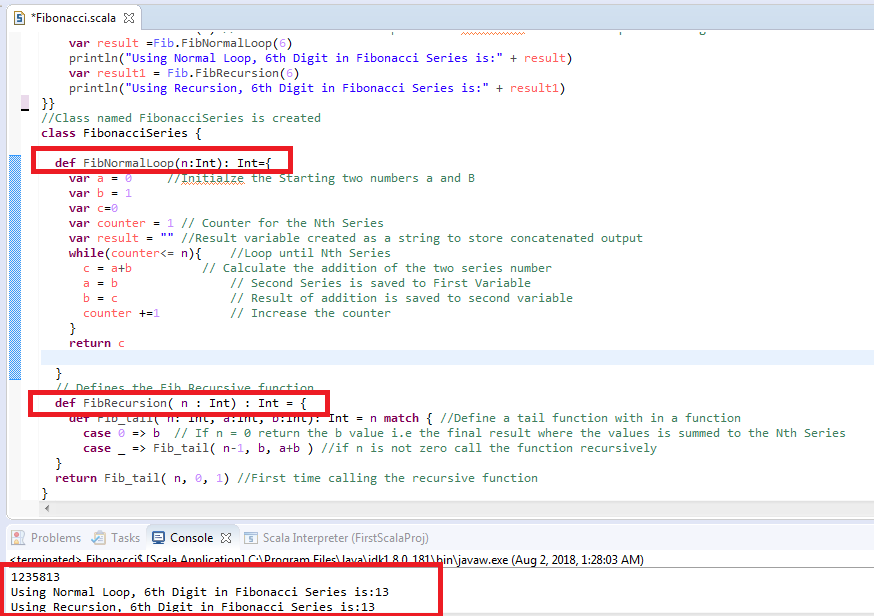 *Fibonacci.scala
var result =Fib.FibNormalLoop(6)
println("Using Normal Loop, 6th Digit in Fibonacci Series is:" + result)
var result1 = Fib.FibRecursion(6)
println("Using Recursion, 6th Digit in Fibonacci Series is:" + result1)
}}
//Class named FibonacciSeries is created
class FibonacciSeries {
def FibNormalLoop(n:Int): Int={
var a = 0 //Initialze the Starting two numbers a and B
var b = 1
var c=0
var counter = 1 // Counter for the Nth Series
var result = "" //Result variable created as a string to store concatenated output
while(counter<= n){ //Loop until Nth Series
c = a+b // Calculate the addition of the two series number
a = b // Second Series is saved to First Variable
b = c // Result of addition is saved to second variable
counter +=1 // Increase the counter
}
return c
}
// Defines the Fib Recursive function
def FibRecursion( n : Int) : Int = {
def Fib_tail( n: Int, a:Int, b:Int): Int = n match { //Define a tail function with in a function
case 0 => b // If n = 0 return the b value i.e the final result where the values is summed to the Nth Series
case _ => Fib_tail( n-1, b, a+b ) //if n is not zero call the function recursively
}
return Fib_tail( n, 0, 1) //First time calling the recursive function
}
Problems Tasks Console Scala Interpreter (FirstScalaProj)
<terminated> Fibonacci$ [Scala Application] C:\Program Files\Java\jdk1.8.0_181\bin\javaw.exe (Aug 2, 2018, 1:28:03 AM)
1235813
Using Normal Loop, 6th Digit in Fibonacci Series is:13
Using Recursion, 6th Digit in Fibonacci Series is:13